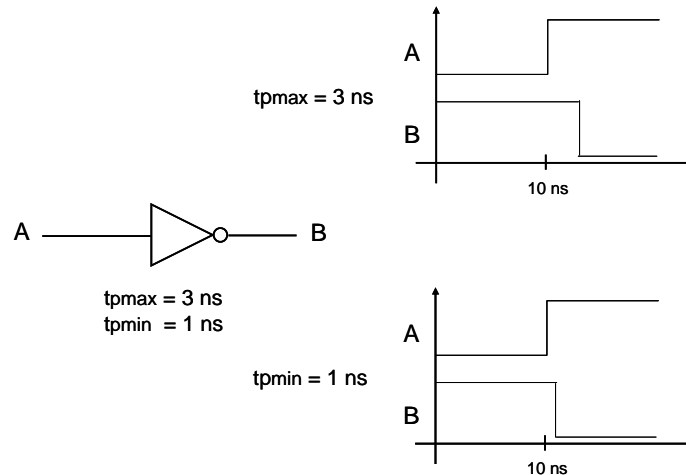 A
tpmax = 3 ns
B
10 ns
A
B
tpmax = 3 ns
tpmin = 1 ns
A
tpmin = 1 ns
B
10 ns